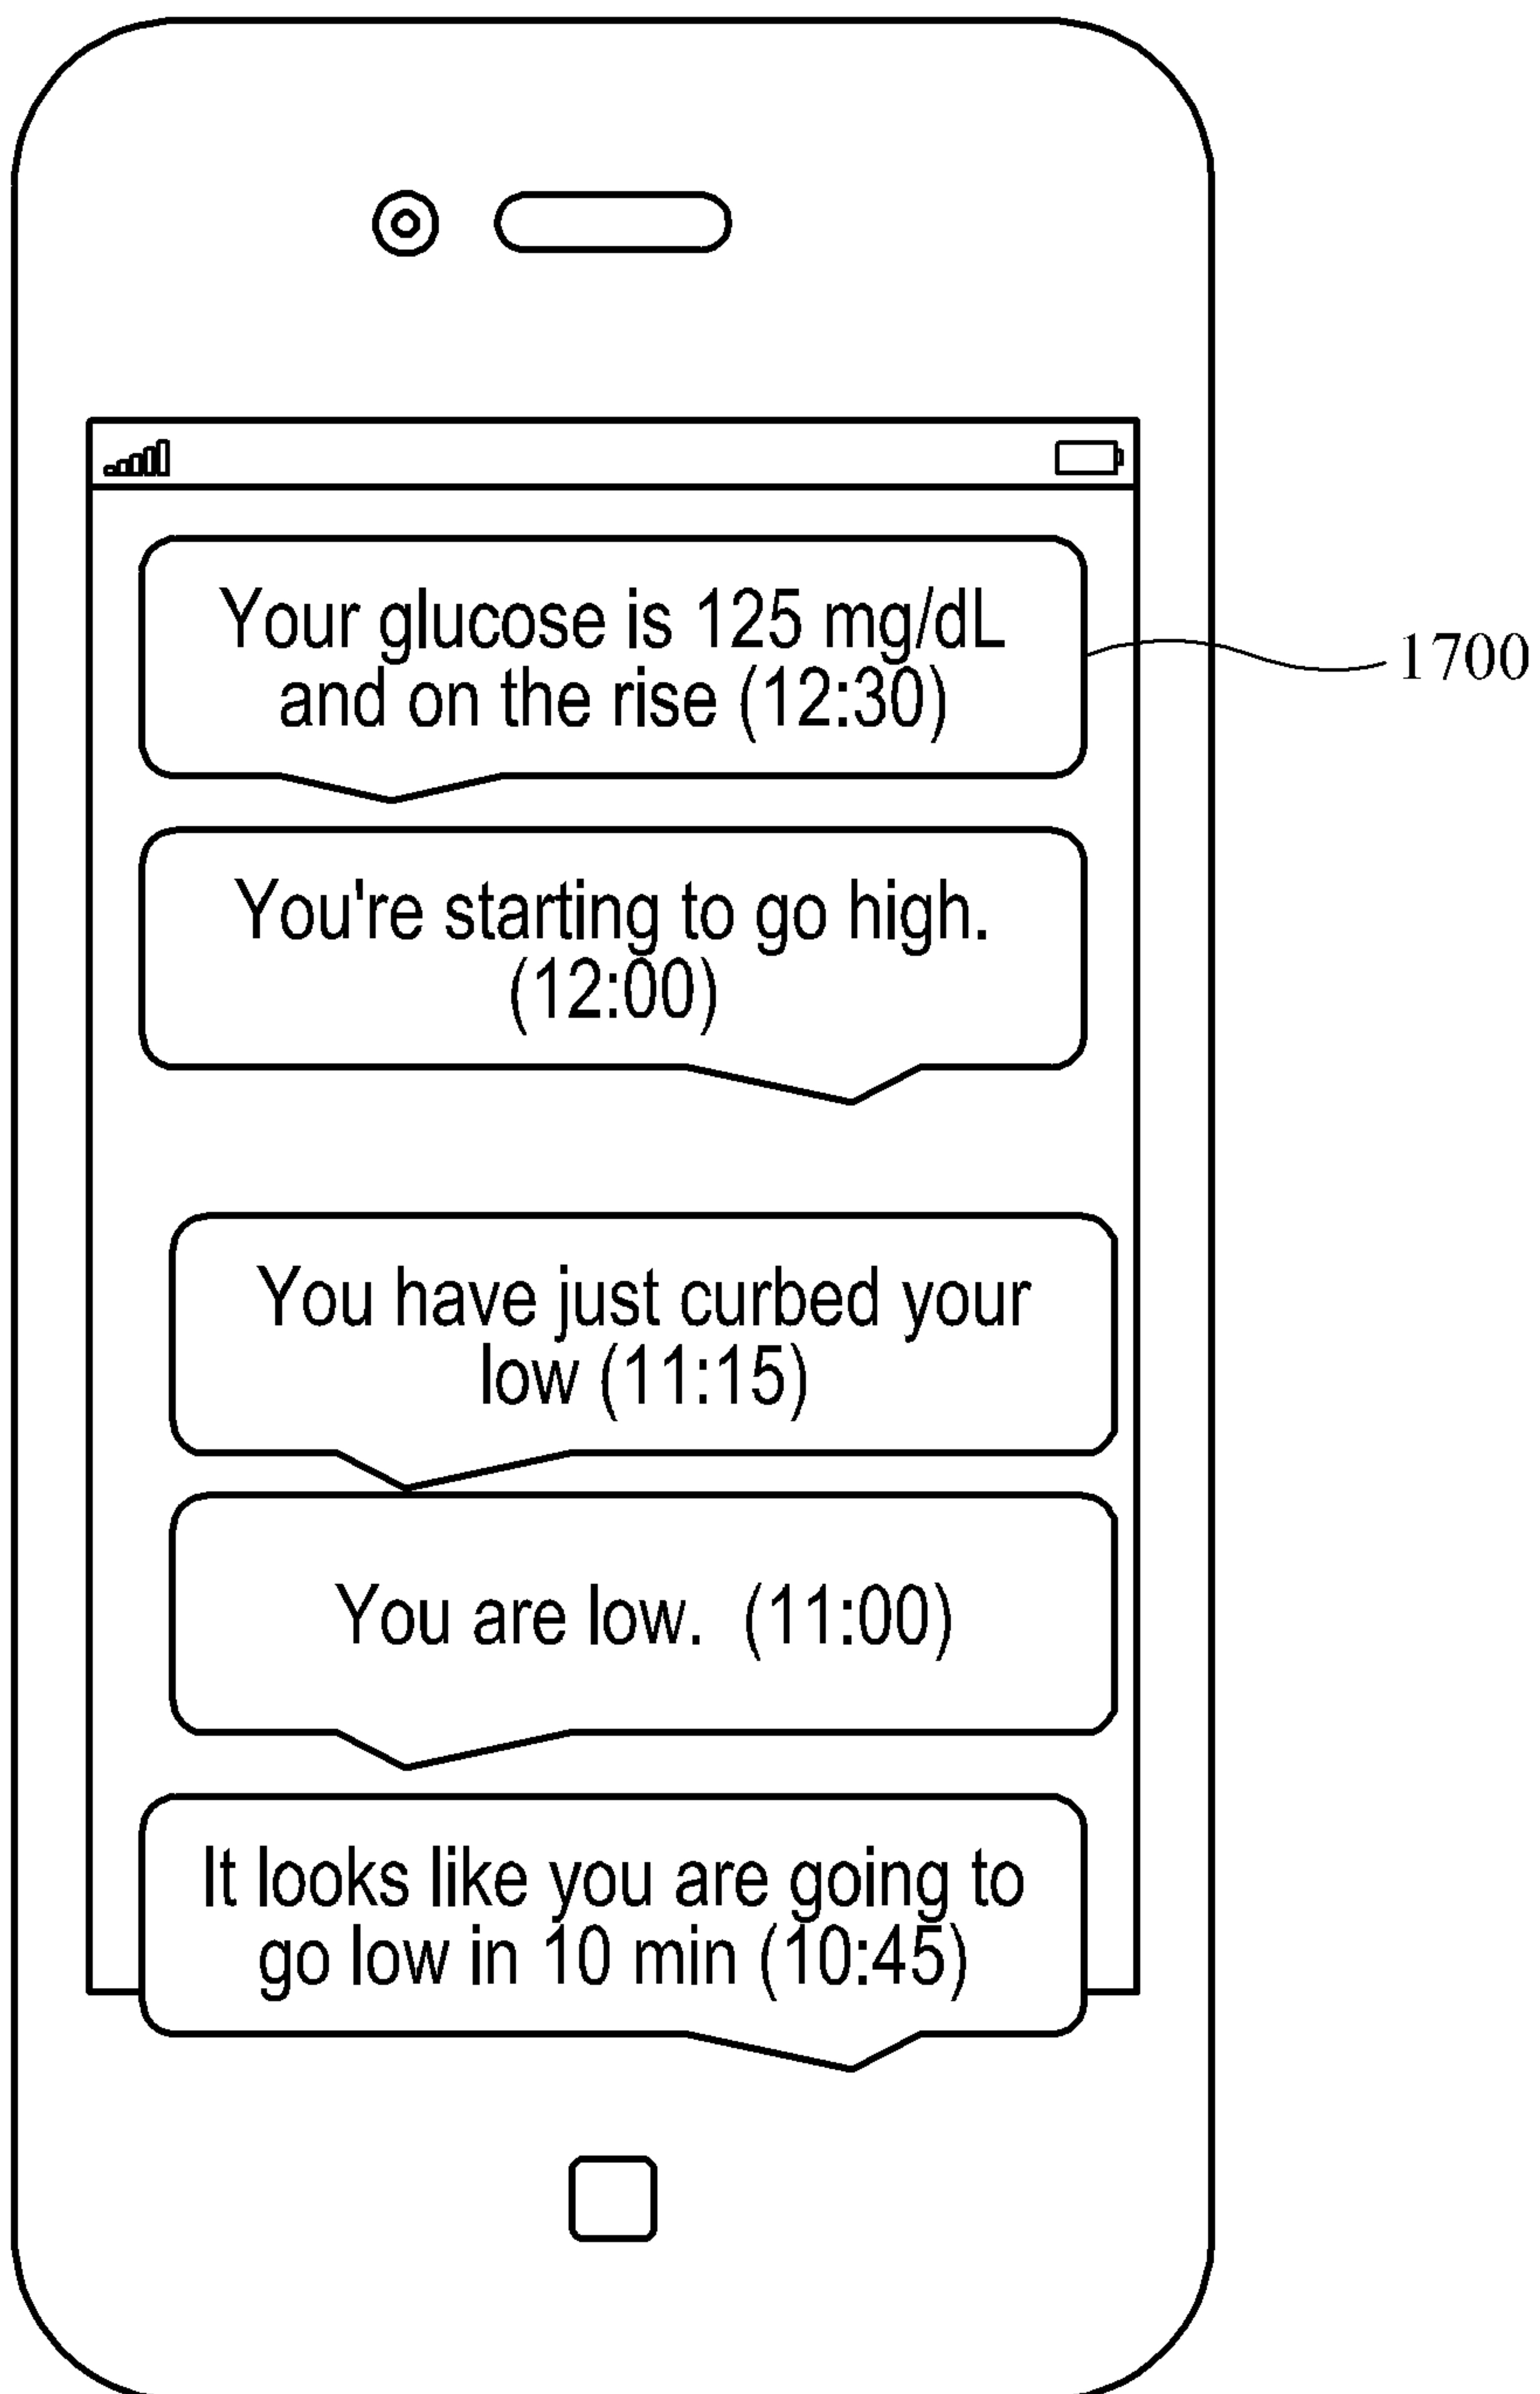 Your glucose is 125 mg/dL
and on the rise (12:30)
1700
You're starting to go high.
(12:00)
You have just curbed your
low (11:15)
You are low.  (11:00)
It looks like you are going to
go low in 10 min (10:45)